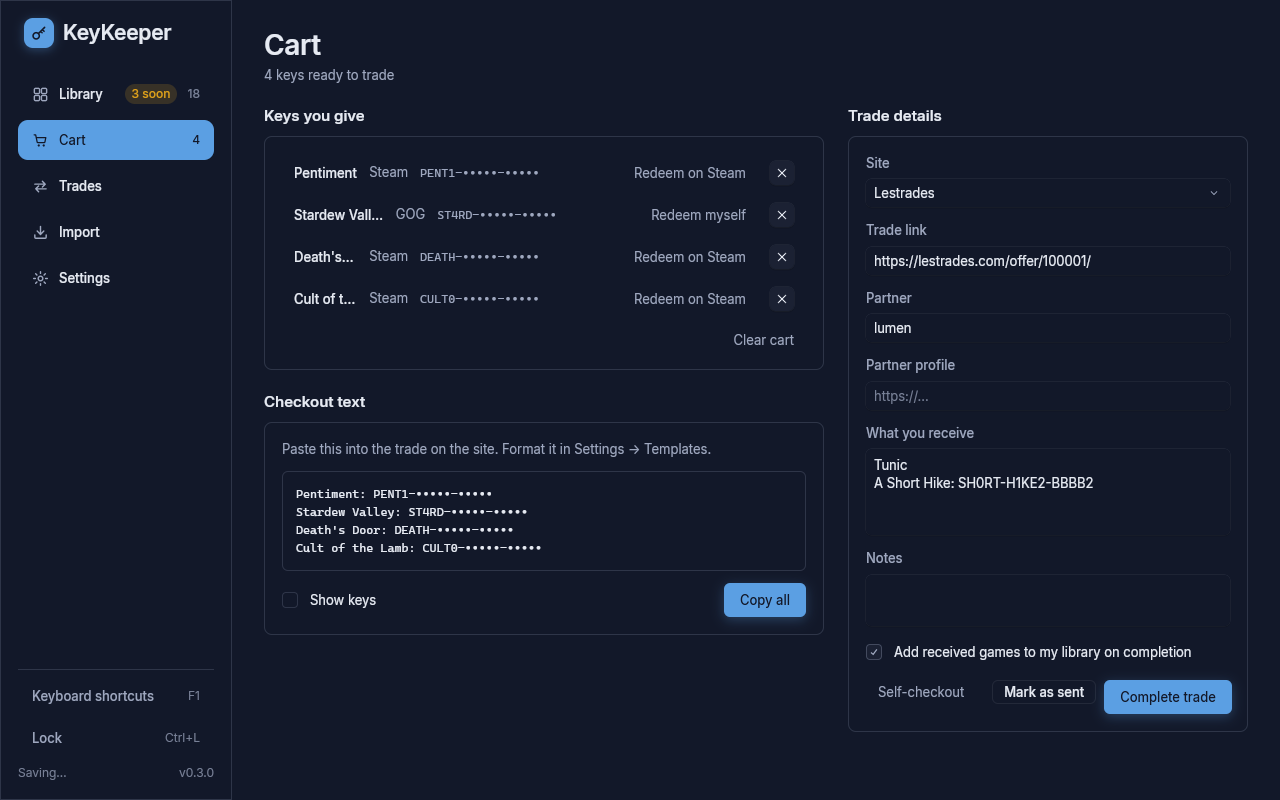 KeyKeeper
Library 3 soon 18
Cart 4
Trades
Import
Settings
Keyboard shortcuts F1
Lock Ctrl+L
Saving... v0.3.0
Cart
4 keys ready to trade
Keys you give
Pentiment Steam PENT1-•••••-••••• Redeem on Steam
Stardew Vall... GOG ST4RD-•••••-••••• Redeem myself
Death's... Steam DEATH-•••••-••••• Redeem on Steam
Cult of t... Steam CULT0-•••••-••••• Redeem on Steam
Clear cart
Checkout text
Paste this into the trade on the site. Format it in Settings → Templates.
Pentiment: PENT1-•••••-•••••
Stardew Valley: ST4RD-•••••-•••••
Death's Door: DEATH-•••••-•••••
Cult of the Lamb: CULT0-•••••-•••••
Show keys
Copy all
Trade details
Site
Lestrades
Trade link
https://lestrades.com/offer/100001/
Partner
lumen
Partner profile
https://...
What you receive
Tunic
A Short Hike: SH0RT-H1KE2-BBBB2
Notes
Add received games to my library on completion
Self-checkout Mark as sent Complete trade